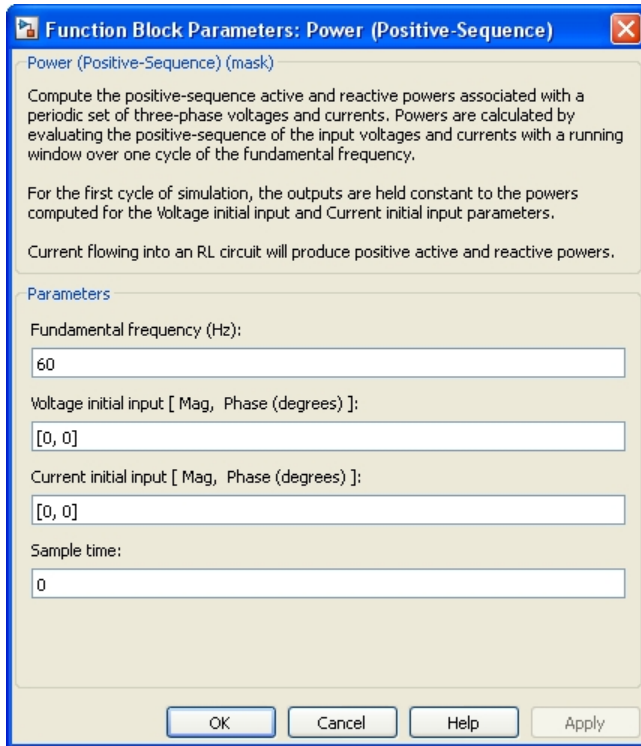 Function Block Parameters: Power (Positive-Sequence)
Power (Positive-Sequence) (mask)
Compute the positive-sequence active and reactive powers associated with a
periodic set of three-phase voltages and currents. Powers are calculated by
evaluating the positive-sequence of the input voltages and currents with a running
window over one cycle of the fundamental frequency.
For the first cycle of simulation, the outputs are held constant to the powers
computed for the Voltage initial input and Current initial input parameters.
Current flowing into an RL circuit will produce positive active and reactive powers.
Parameters
Fundamental frequency (Hz):
60
Voltage initial input [ Mag, Phase (degrees) ]:
[0, 0]
Current initial input [ Mag, Phase (degrees) ]:
[0, 0]
Sample time:
0
OK Cancel Help Apply